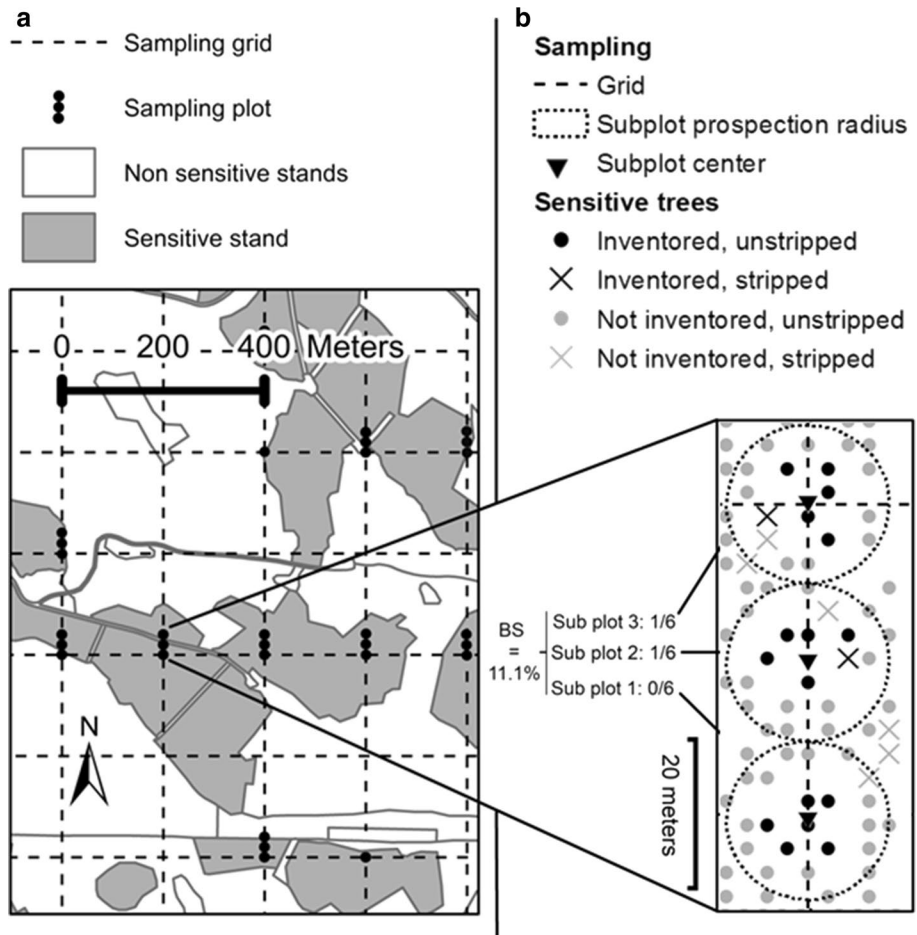 a
Sampling grid
Sampling plot
Non sensitive stands
Sensitive stand
0 200 400 Meters
N
b
Sampling
Grid
Subplot prospection radius
Subplot center
Sensitive trees
Inventored, unstripped
Inventored, stripped
Not inventored, unstripped
Not inventored, stripped
BS
=
11.1%
Sub plot 3: 1/6
Sub plot 2: 1/6
Sub plot 1: 0/6
20 meters